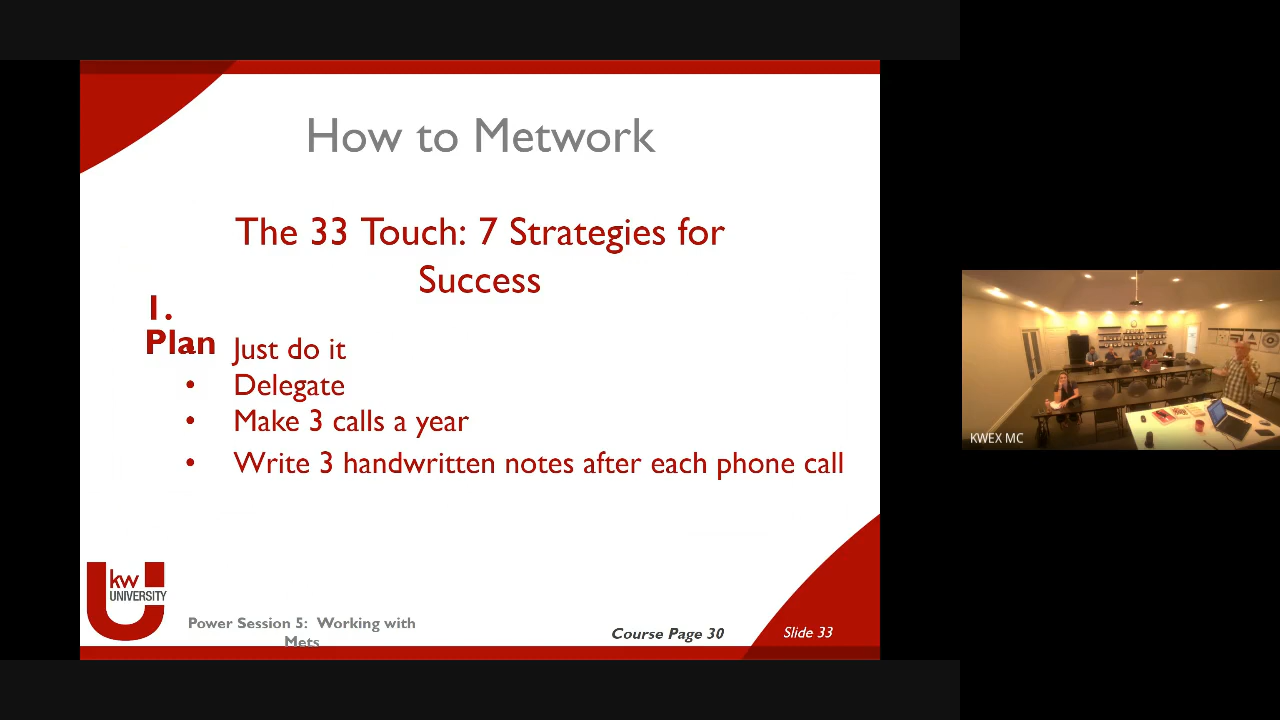 How to Metwork
The 33 Touch: 7 Strategies for
Success
1.
Plan
Just do it
• Delegate
• Make 3 calls a year
• Write 3 handwritten notes after each phone call
kw
UNIVERSITY
Power Session 5: Working with
Mets
Course Page 30
Slide 33
KWEX MC